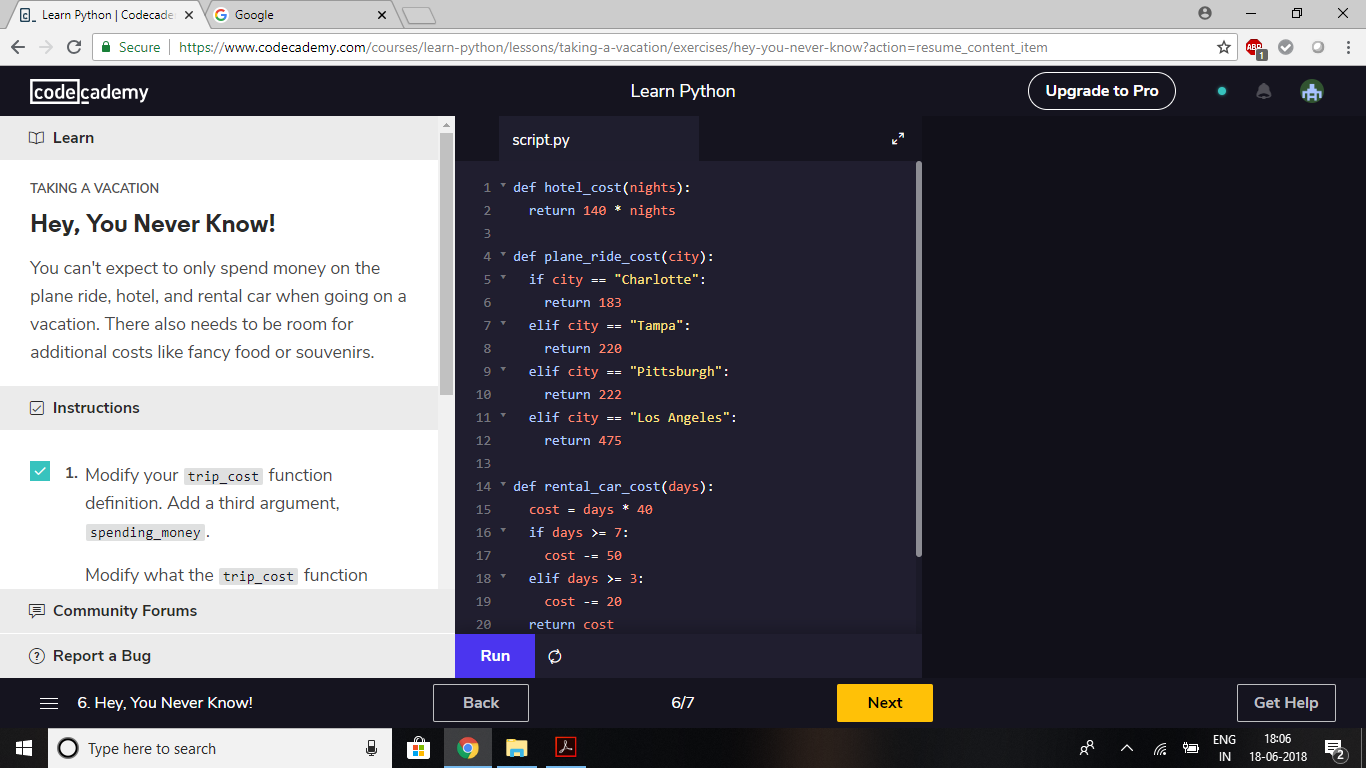 Learn Python | Codecade
Google
Secure
https://www.codecademy.com/courses/learn-python/lessons/taking-a-vacation/exercises/hey-you-never-know?action=resume_content_item
ABP
1
codecademy
Learn Python
Upgrade to Pro
Learn
TAKING A VACATION
Hey, You Never Know!
You can't expect to only spend money on the
plane ride, hotel, and rental car when going on a
vacation. There also needs to be room for
additional costs like fancy food or souvenirs.
Instructions
1. Modify your trip_cost function
definition. Add a third argument,
spending_money.
Modify what the trip_cost function
Community Forums
Report a Bug
script.py
1 def hotel_cost(nights):
2 return 140 * nights
3
4 def plane_ride_cost(city):
5 if city == "Charlotte":
6 return 183
7 elif city == "Tampa":
8 return 220
9 elif city == "Pittsburgh":
10 return 222
11 elif city == "Los Angeles":
12 return 475
13
14 def rental_car_cost(days):
15 cost = days * 40
16 if days >= 7:
17 cost -= 50
18 elif days >= 3:
19 cost -= 20
20 return cost
Run
6. Hey, You Never Know!
Back
6/7
Next
Get Help
Type here to search
ENG
IN
18:06
18-06-2018
2